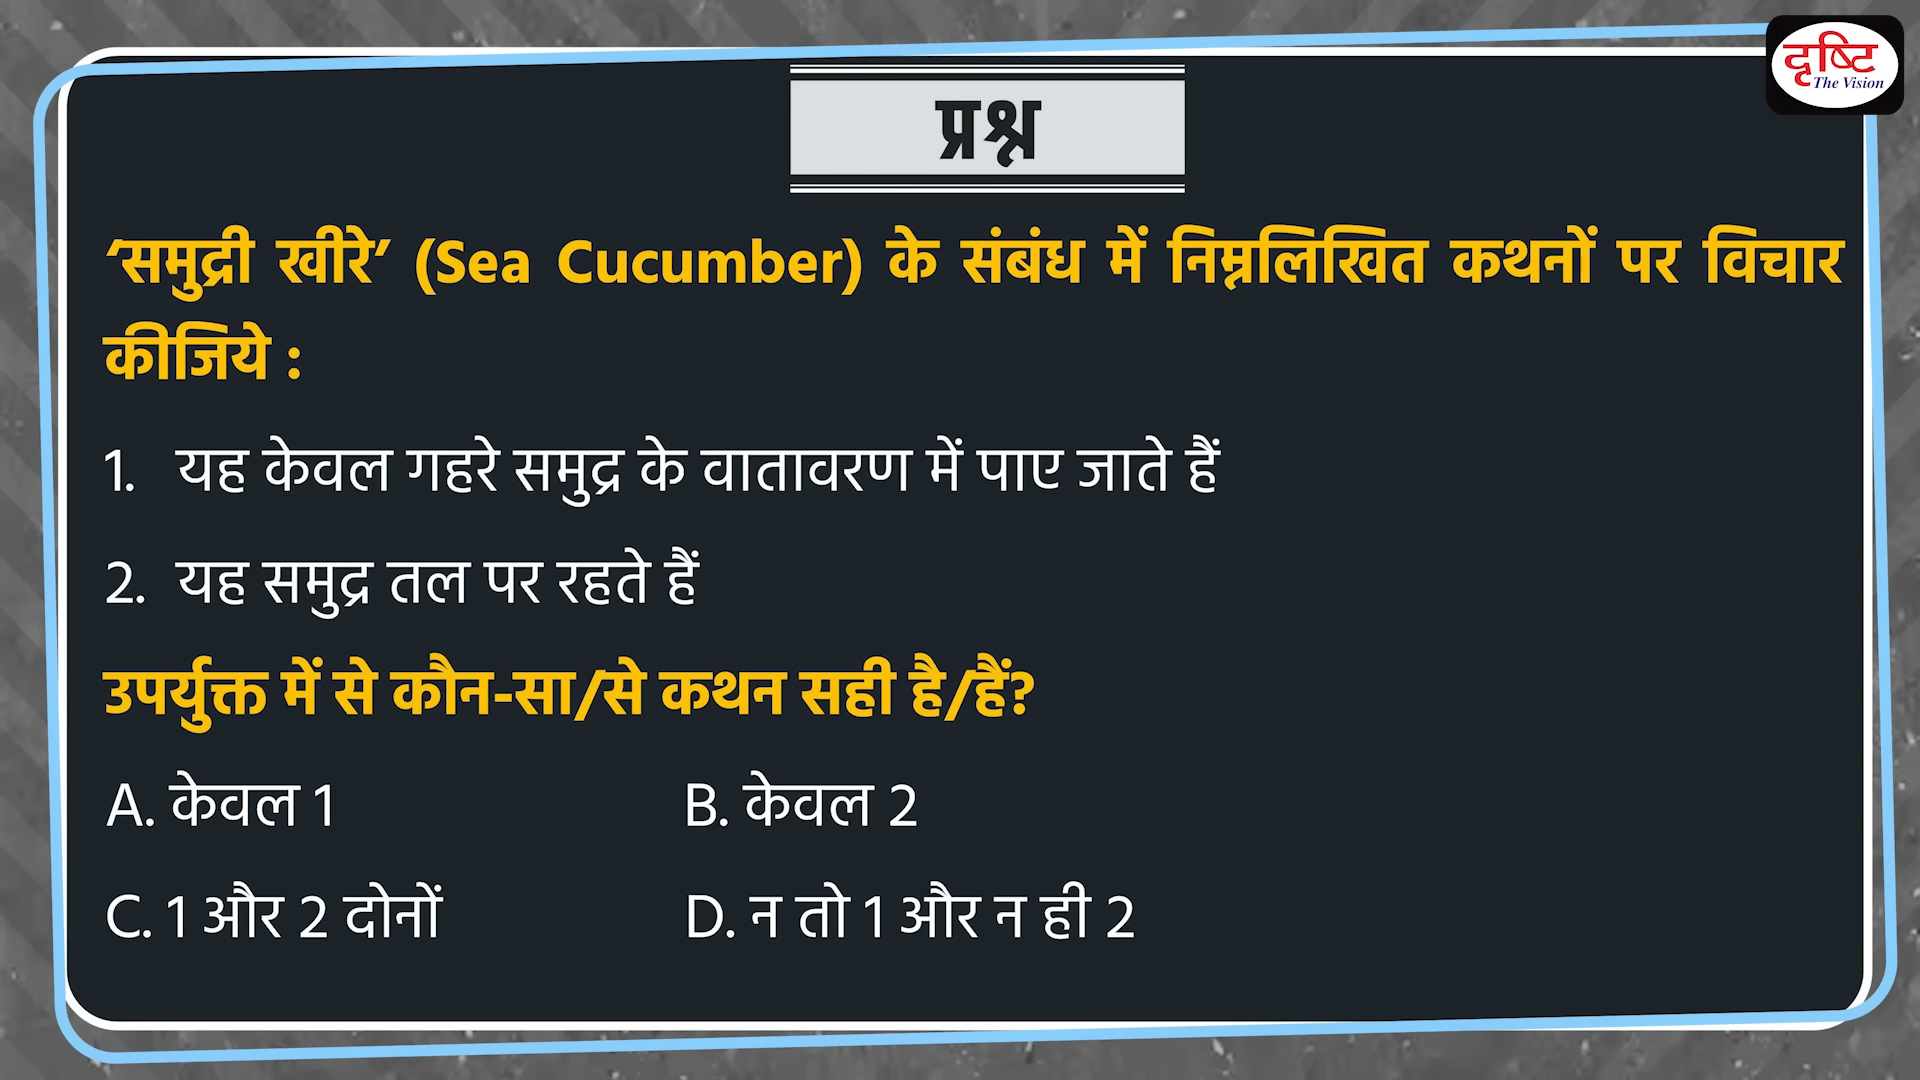 दृष्टि
The Vision
प्रश्न
‘समुद्री खीरे’ (Sea Cucumber) के संबंध में निम्नलिखित कथनों पर विचार
कीजिये :
1. यह केवल गहरे समुद्र के वातावरण में पाए जाते हैं
2. यह समुद्र तल पर रहते हैं
उपर्युक्त में से कौन-सा/से कथन सही है/हैं?
A. केवल 1 B. केवल 2
C. 1 और 2 दोनों D. न तो 1 और न ही 2